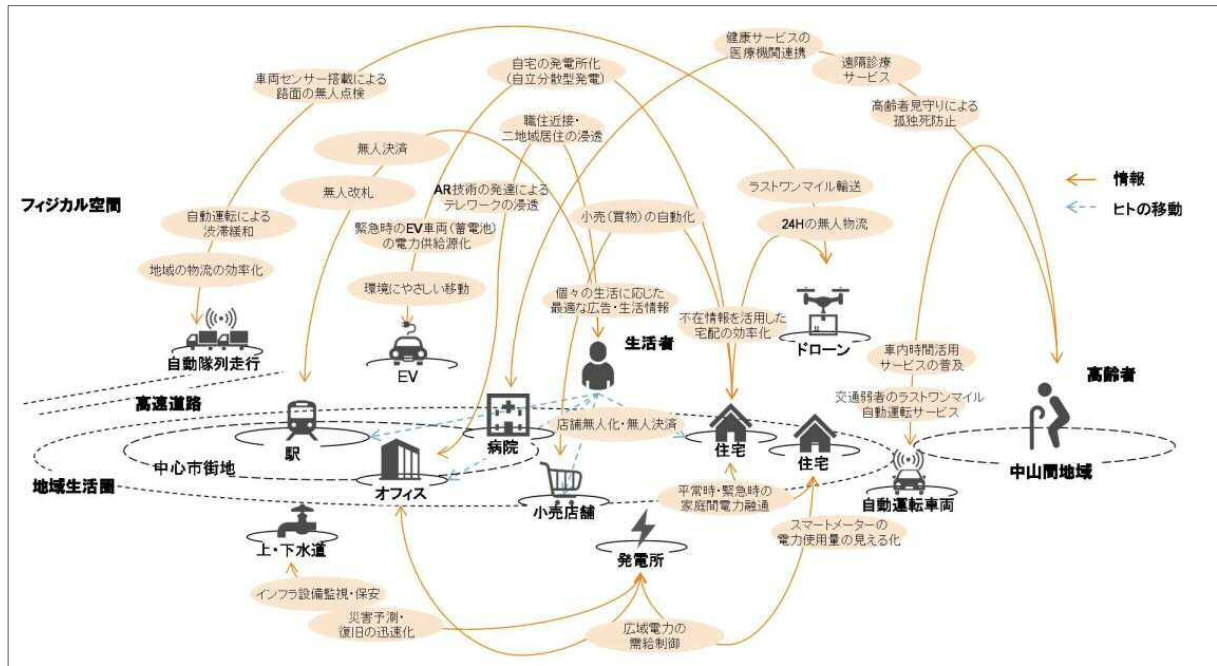 健康サービスの
医療機関連携
自宅の発電所化
(自立分散型発電)
遠隔診療
サービス
車両センサー搭載による
路面の無人点検
高齢者見守りによる
孤独死防止
職住近接・
二地域居住の浸透
無人決済
無人改札
AR技術の発達による
テレワークの浸透
ラストワンマイル輸送
情報
フィジカル空間
小売(買物)の自動化
24Hの無人物流
ヒトの移動
自動運転による
渋滞緩和
緊急時のEV車両(蓄電池)
の電力供給源化
地域の物流の効率化
環境にやさしい移動
個々の生活に応じた
最適な広告・生活情報
不在情報を活用した
宅配の効率化
生活者
ドローン
車内時間活用
サービスの普及
自動隊列走行
EV
高齢者
交通弱者のラストワンマイル
自動運転サービス
高速道路
店舗無人化・無人決済
駅
病院
住宅
住宅
中心市街地
中山間地域
地域生活圏
オフィス
小売店舗
平常時・緊急時の
家庭間電力融通
自動運転車両
スマートメーターの
電力使用量の見える化
上・下水道
発電所
インフラ設備監視・保安
災害予測・
復旧の迅速化
広域電力の
需給制御